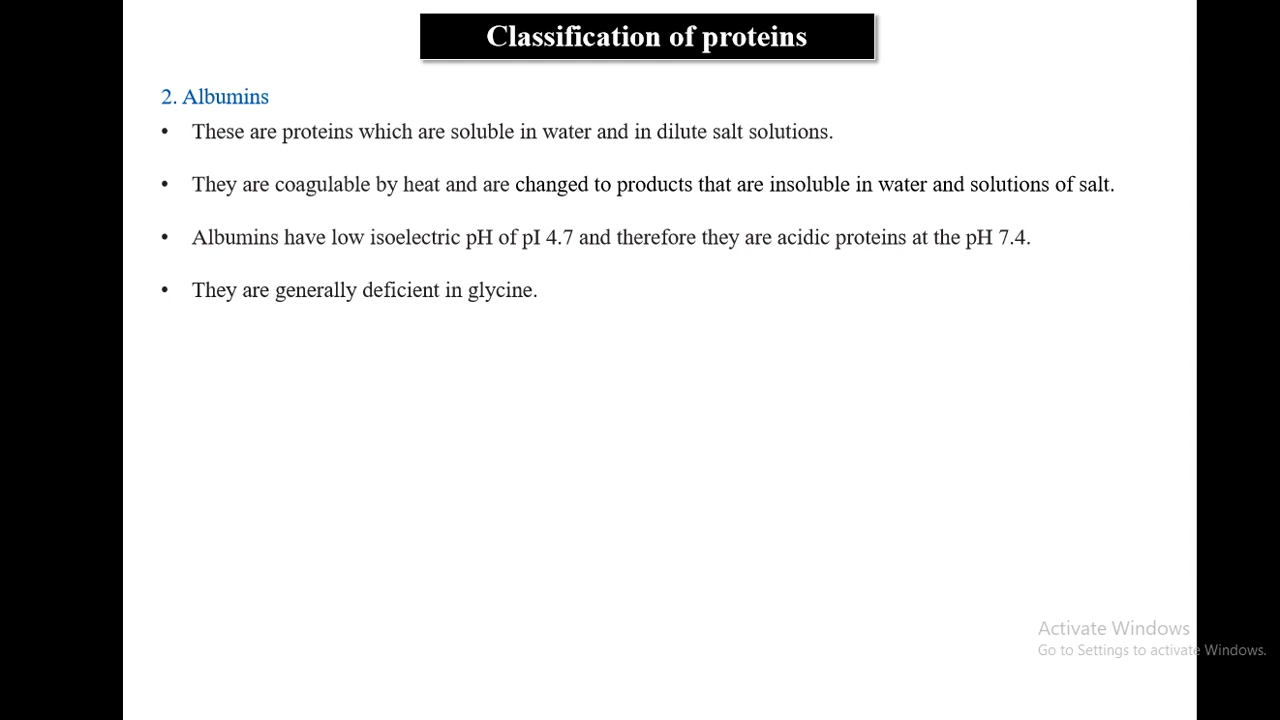 Classification of proteins
2. Albumins
• These are proteins which are soluble in water and in dilute salt solutions.
• They are coagulable by heat and are changed to products that are insoluble in water and solutions of salt.
• Albumins have low isoelectric pH of pI 4.7 and therefore they are acidic proteins at the pH 7.4.
• They are generally deficient in glycine.
Activate Windows
Go to Settings to activate Windows.